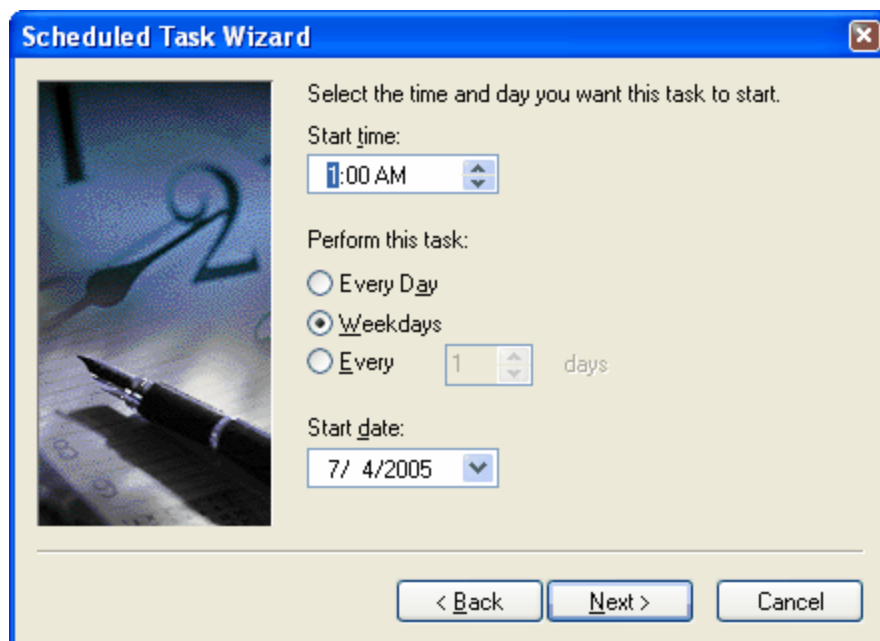 Scheduled Task Wizard
Select the time and day you want this task to start.
Start time:
1:00 AM
Perform this task:
Every Day
Weekdays
Every 1 days
Start date:
7/ 4/2005
< Back Next > Cancel